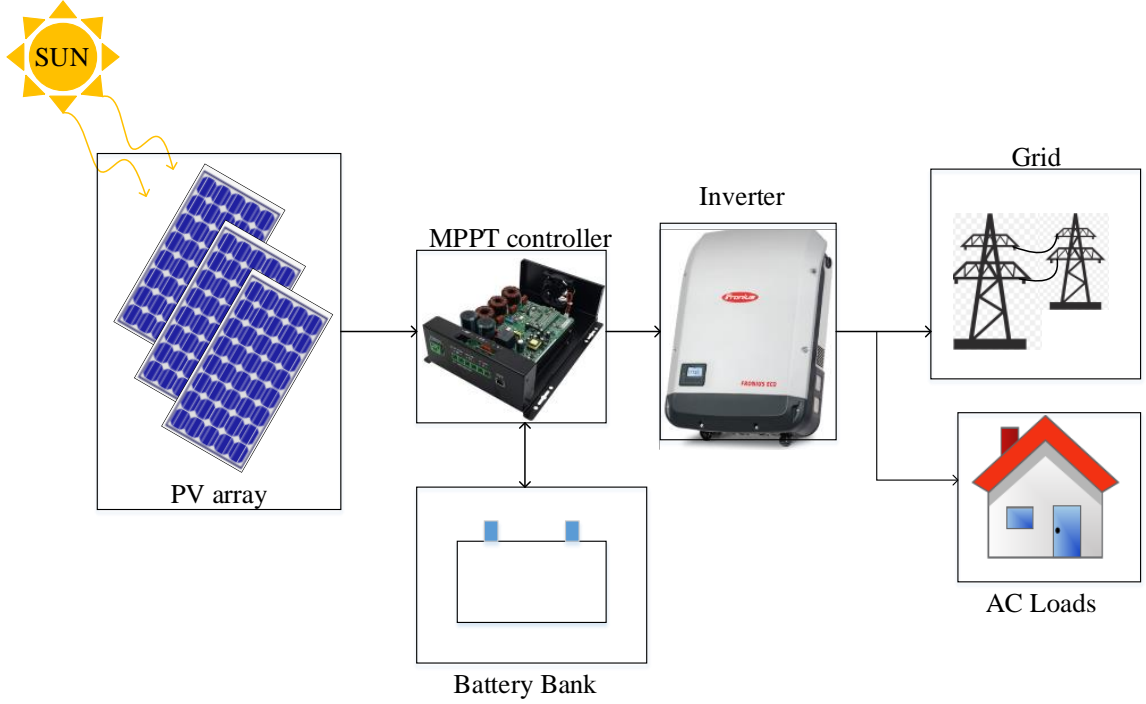 SUN
Grid
Inverter
MPPT controller
Fronius
FRONIUS ECO
PV array
AC Loads
Battery Bank